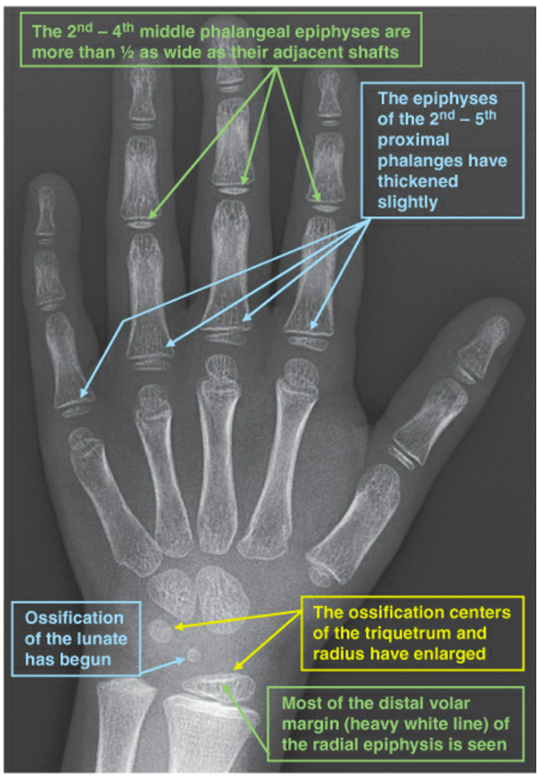 The 2nd – 4th middle phalangeal epiphyses are
more than ½ as wide as their adjacent shafts
The epiphyses
of the 2nd – 5th
proximal
phalanges have
thickened
slightly
Ossification
of the lunate
has begun
The ossification centers
of the triquetrum and
radius have enlarged
Most of the distal volar
margin (heavy white line) of
the radial epiphysis is seen